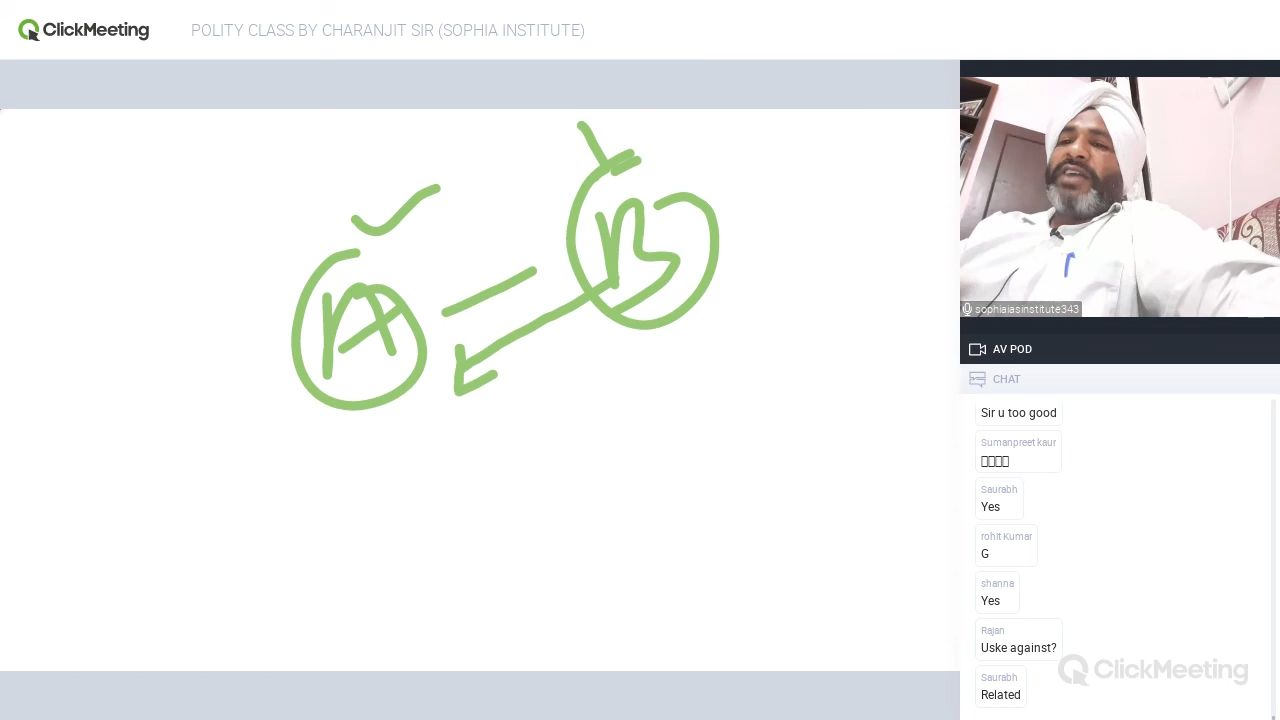 ClickMeeting
POLITY CLASS BY CHARANJIT SIR (SOPHIA INSTITUTE)
A
B
sophiaiasinstitute343
AV POD
CHAT
Sir u too good
Sumanpreet kaur
Saurabh
Yes
rohit Kumar
G
shanna
Yes
Rajan
Uske against?
Saurabh
Related
ClickMeeting